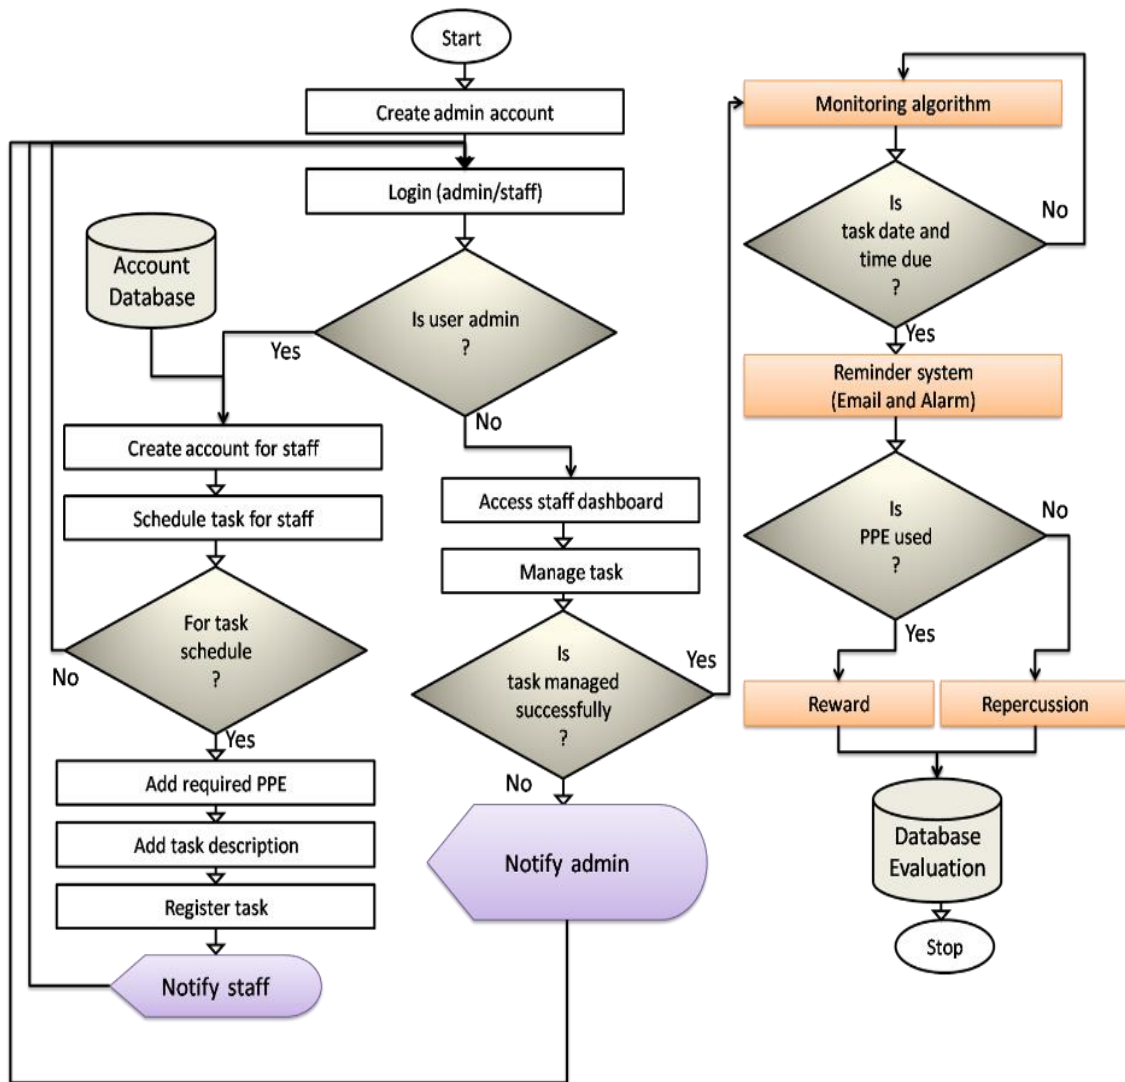 Start
Create admin account
Login (admin/staff)
Account
Database
Is user admin
?
Yes
No
Create account for staff
Schedule task for staff
For task
schedule
?
No
Yes
Add required PPE
Add task description
Register task
Notify staff
Access staff dashboard
Manage task
Is
task managed
successfully
?
Yes
No
Notify admin
Monitoring algorithm
Is
task date and
time due
?
No
Yes
Reminder system
(Email and Alarm)
Is
PPE used
?
No
Yes
Reward
Repercussion
Database
Evaluation
Stop